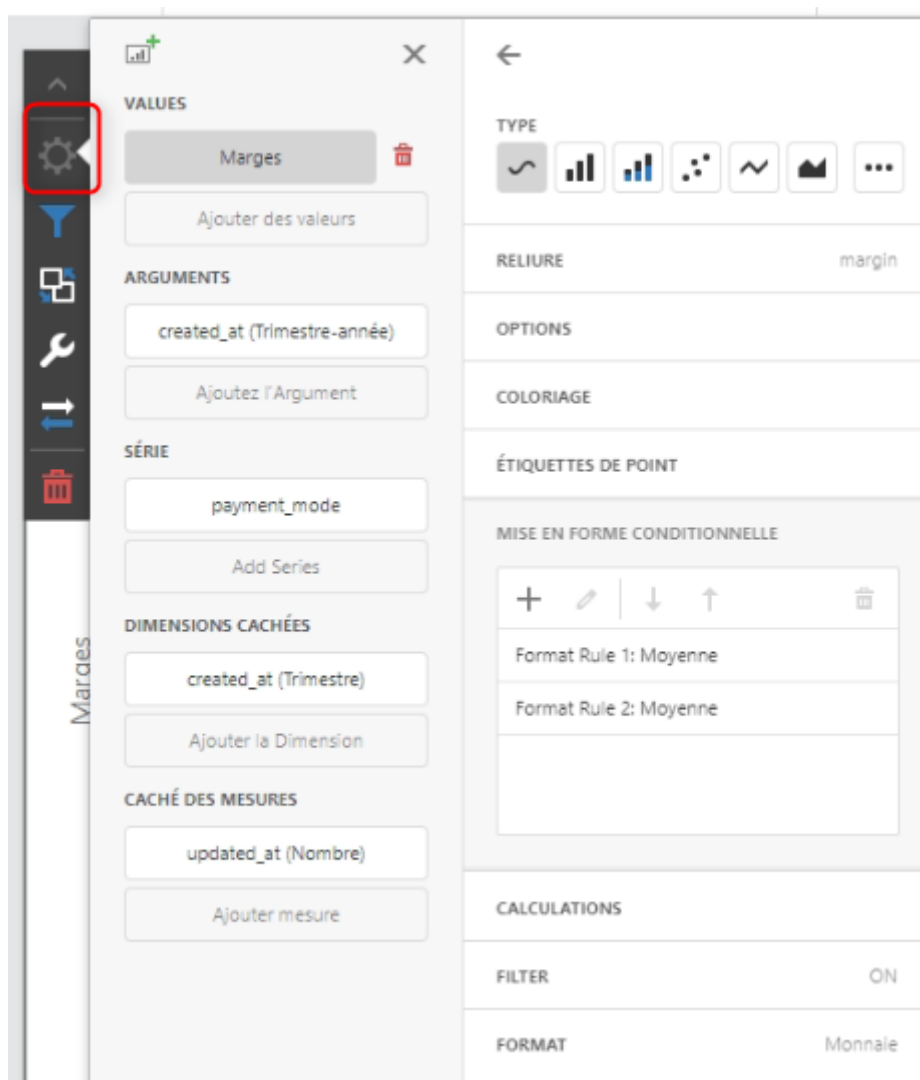 VALUES
Marges
Ajouter des valeurs
ARGUMENTS
created_at (Trimestre-année)
Ajoutez l'Argument
SÉRIE
payment_mode
Add Series
DIMENSIONS CACHÉES
created_at (Trimestre)
Ajouter la Dimension
CACHÉ DES MESURES
updated_at (Nombre)
Ajouter mesure
Marges
TYPE
RELIURE margin
OPTIONS
COLORIAGE
ÉTIQUETTES DE POINT
MISE EN FORME CONDITIONNELLE
Format Rule 1: Moyenne
Format Rule 2: Moyenne
CALCULATIONS
FILTER ON
FORMAT Monnaie